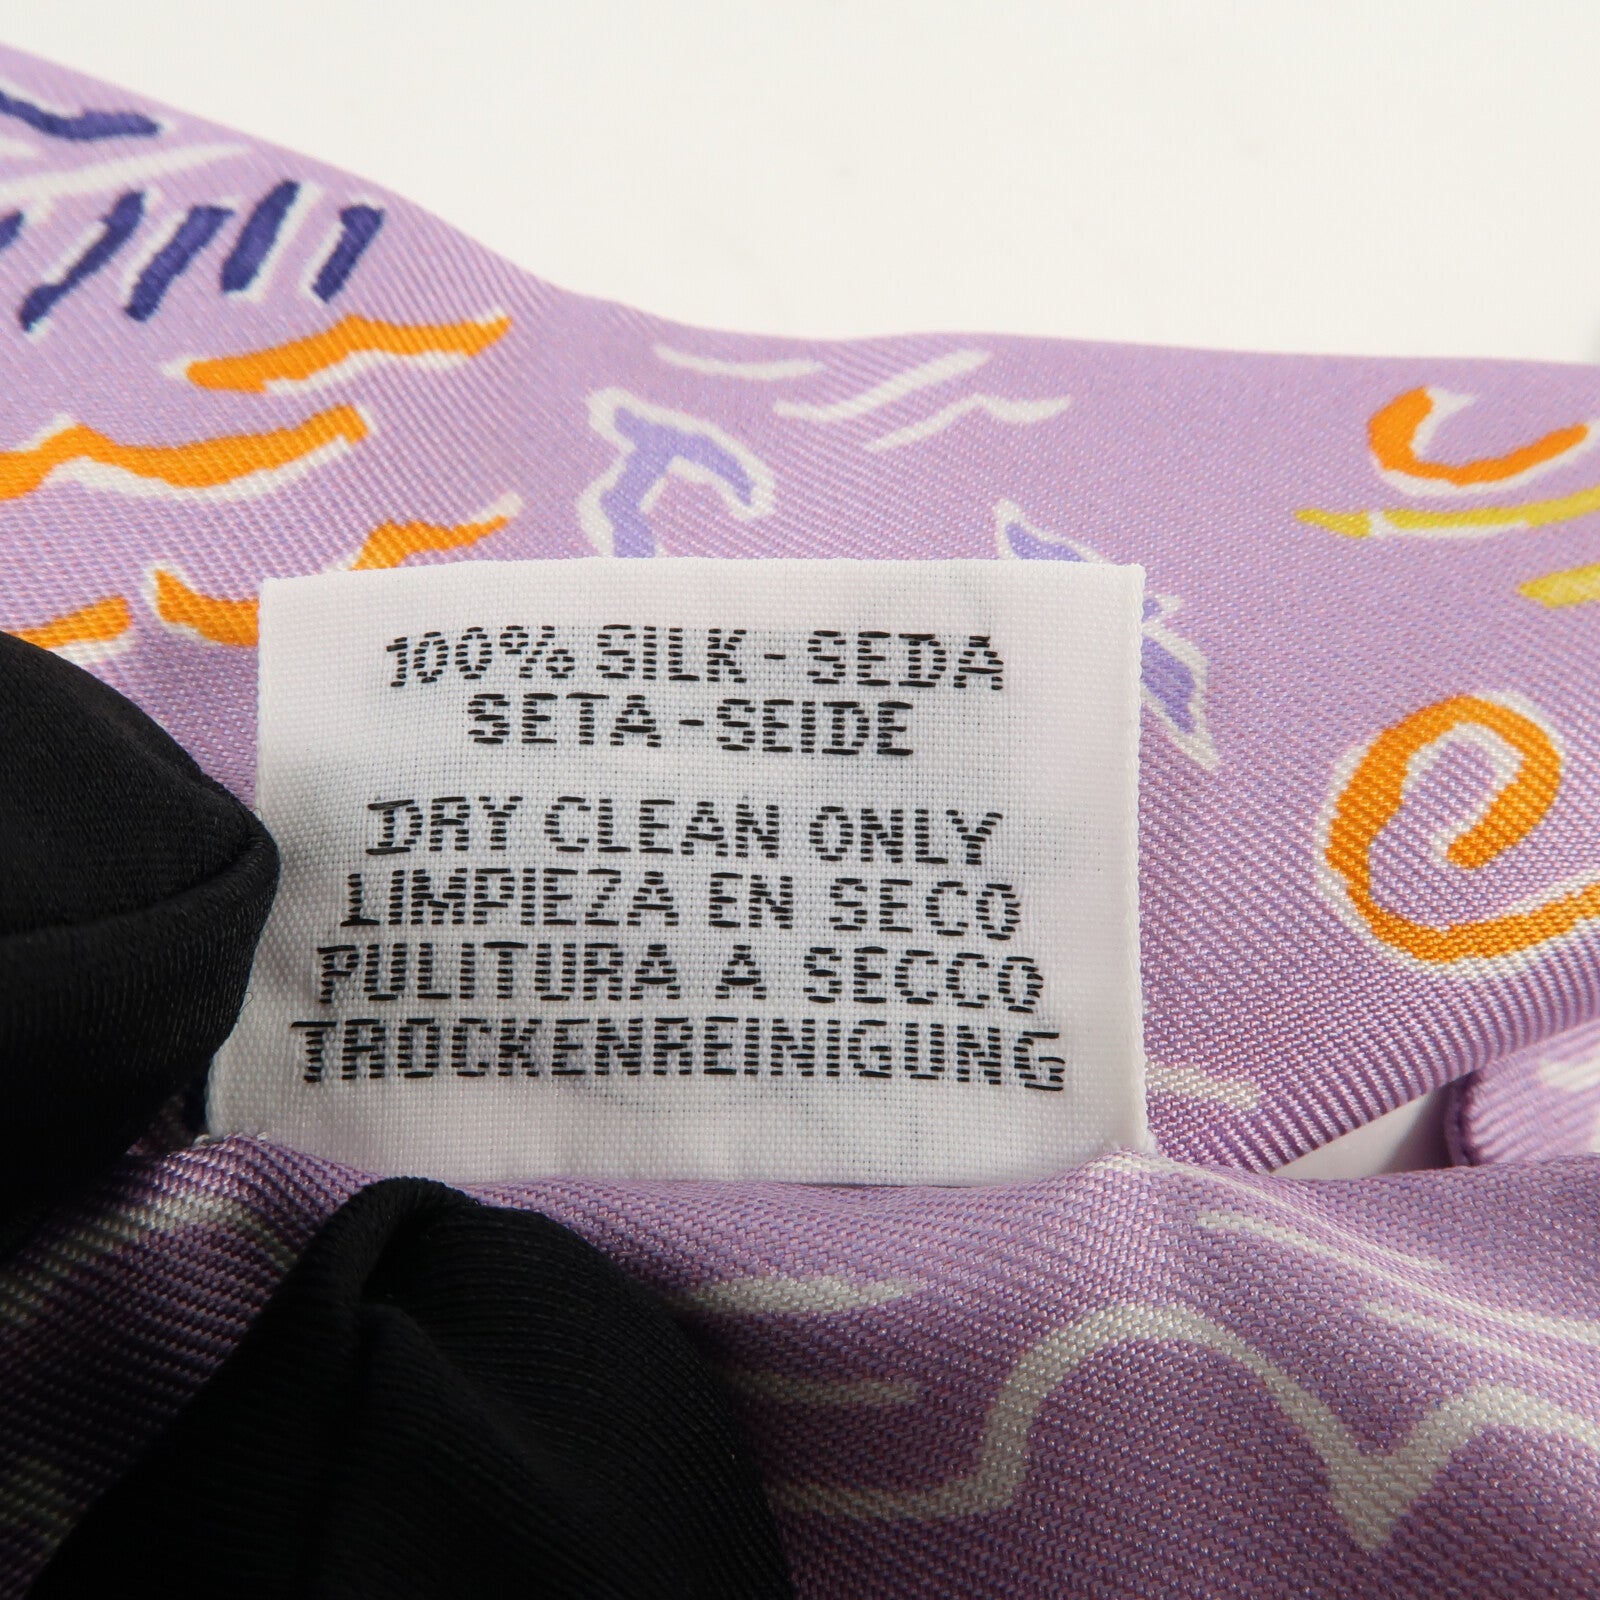 100% SILK - SEDA
SETA - SEIDE
DRY CLEAN ONLY
LIMPIEZA EN SECO
PULITURA A SECCO
TROCKENREINIGUNG